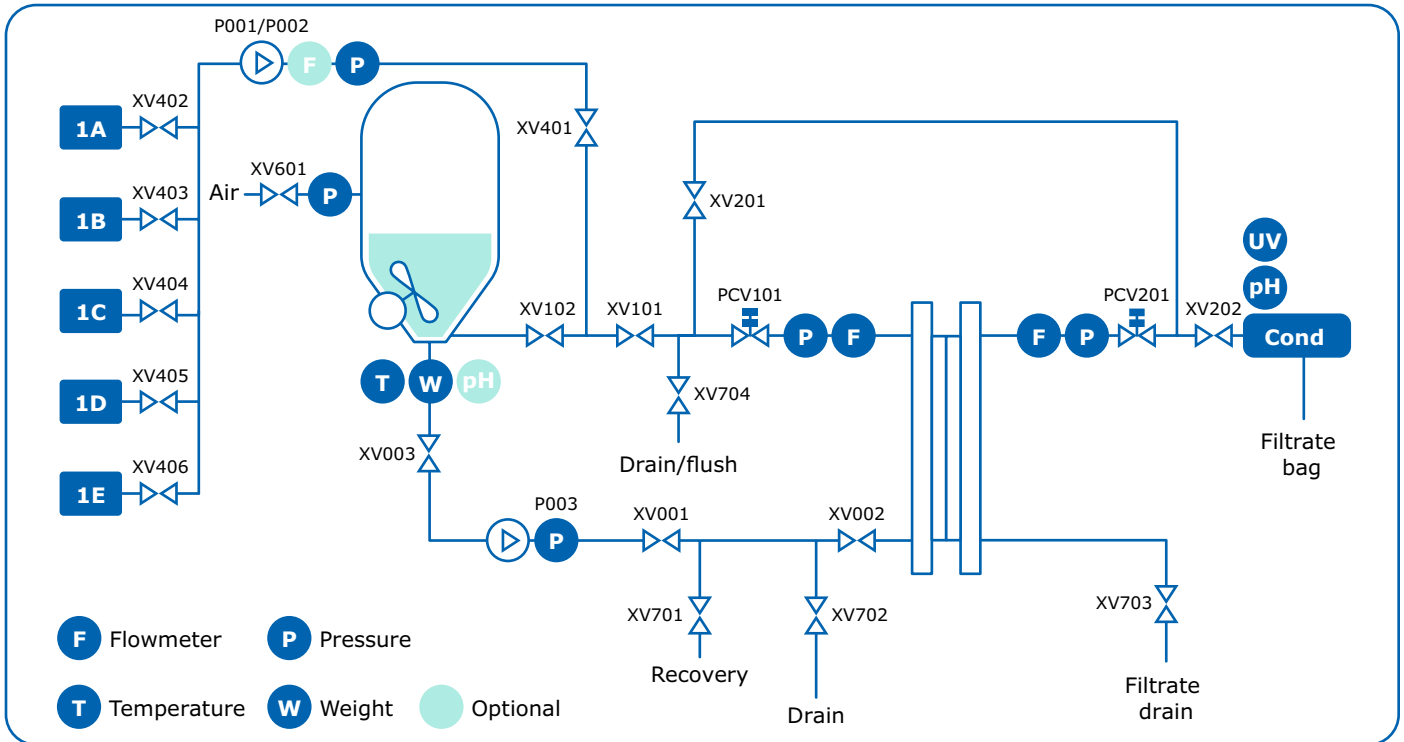 P001/P002
F
P
XV402
1A
XV401
XV601
Air
P
XV403
1B
XV201
UV
pH
XV404
1C
XV102
XV101
PCV101
P
F
F
P
PCV201
XV202
Cond
T
W
pH
XV704
XV405
1D
Drain/flush
Filtrate
bag
XV003
XV406
1E
P003
P
XV001
XV002
XV701
XV702
XV703
Recovery
Drain
Filtrate
drain
F Flowmeter
P Pressure
T Temperature
W Weight
Optional